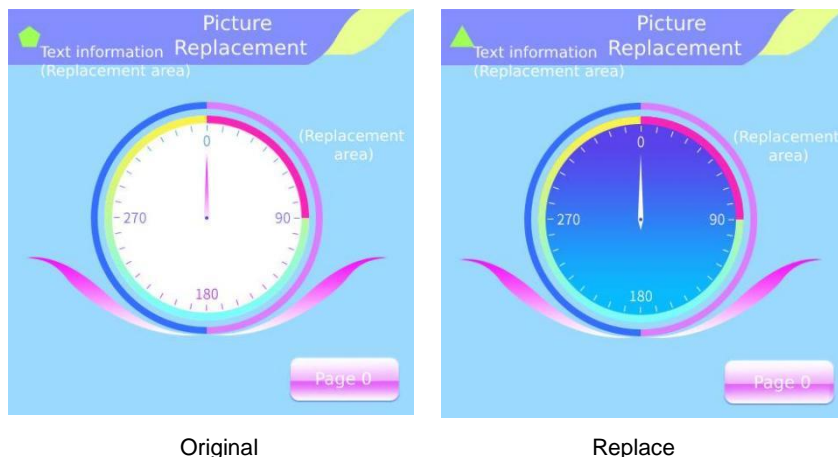 Picture
Replacement
Text information
(Replacement area)
(Replacement
area)
0
270
90
180
Page 0
Original
Picture
Replacement
Text information
(Replacement area)
(Replacement
area)
0
270
90
180
Page 0
Replace